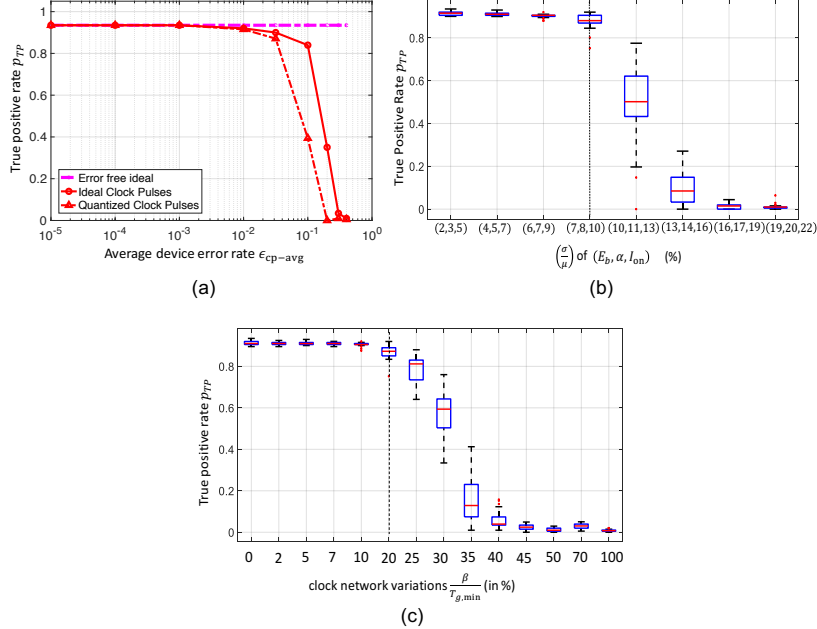 1
0.8
0.6
0.4
0.2
0
True positive rate p_TP
Error free ideal
Ideal Clock Pulses
Quantized Clock Pulses
10^-5 10^-4 10^-3 10^-2 10^-1 10^0
Average device error rate ϵ_cp−avg
(a)
0.8
0.6
0.4
0.2
0
True Positive Rate p_TP
(2,3,5) (4,5,7) (6,7,9) (7,8,10) (10,11,13) (13,14,16) (16,17,19) (19,20,22)
(σ/μ) of (E_b, α, I_on) (%)
(b)
0.8
0.6
0.4
0.2
0
True positive rate p_TP
0 2 5 7 10 20 25 30 35 40 45 50 70 100
clock network variations β/T_g,min (in %)
(c)